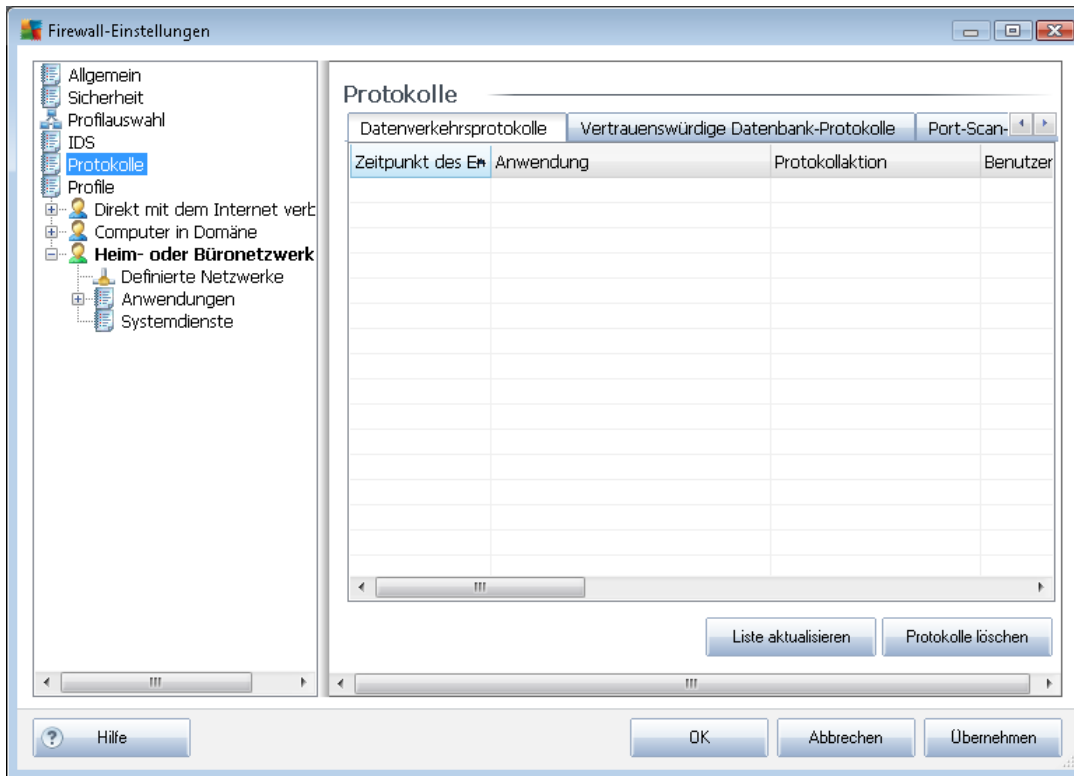 Firewall-Einstellungen
Allgemein
Sicherheit
Profilauswahl
IDS
Protokolle
Profile
Direkt mit dem Internet verb
Computer in Domäne
Heim- oder Büronetzwerk
Definierte Netzwerke
Anwendungen
Systemdienste
Protokolle
Datenverkehrsprotokolle Vertrauenswürdige Datenbank-Protokolle Port-Scan-
Zeitpunkt des Anwendung Protokollaktion Benutzer
Liste aktualisieren Protokolle löschen
Hilfe OK Abbrechen Übernehmen